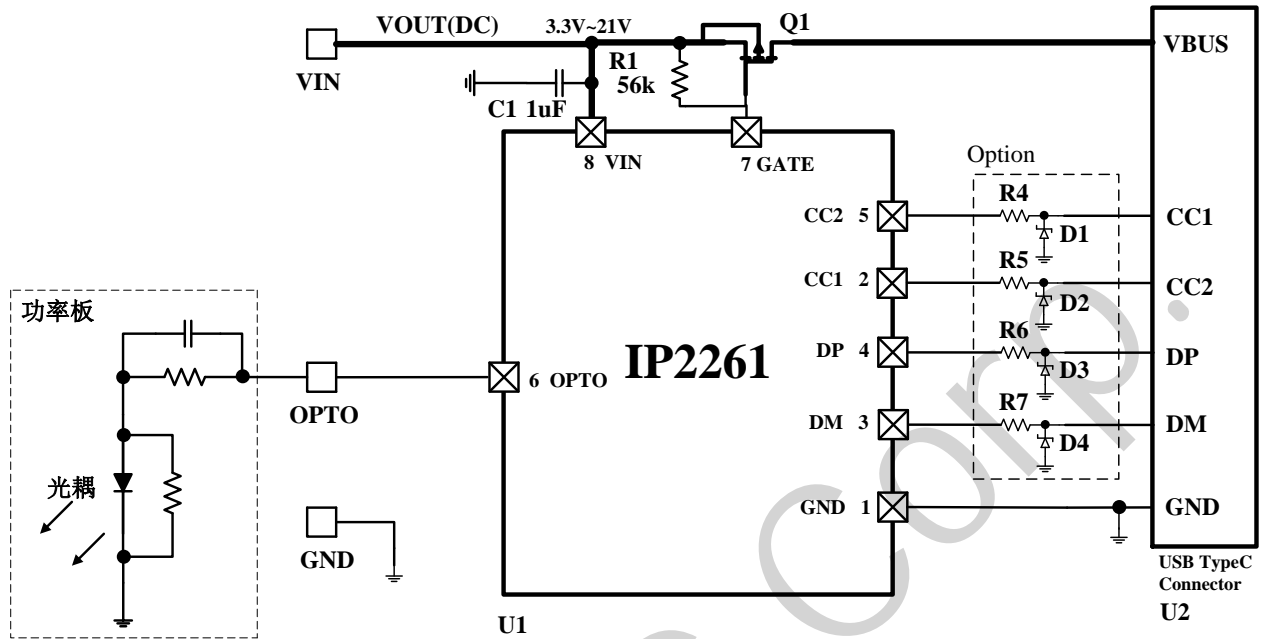 VOUT(DC)
3.3V~21V
Q1
VIN
R1
56k
C1 1uF
VBUS
8 VIN
7 GATE
Option
R4
CC2 5
CC1
D1
R5
CC1 2
CC2
D2
功率板
R6
IP2261
DP 4
DP
D3
6 OPTO
OPTO
R7
DM 3
DM
D4
光耦
GND 1
GND
GND
USB TypeC
Connector
U1
U2
s Corp.